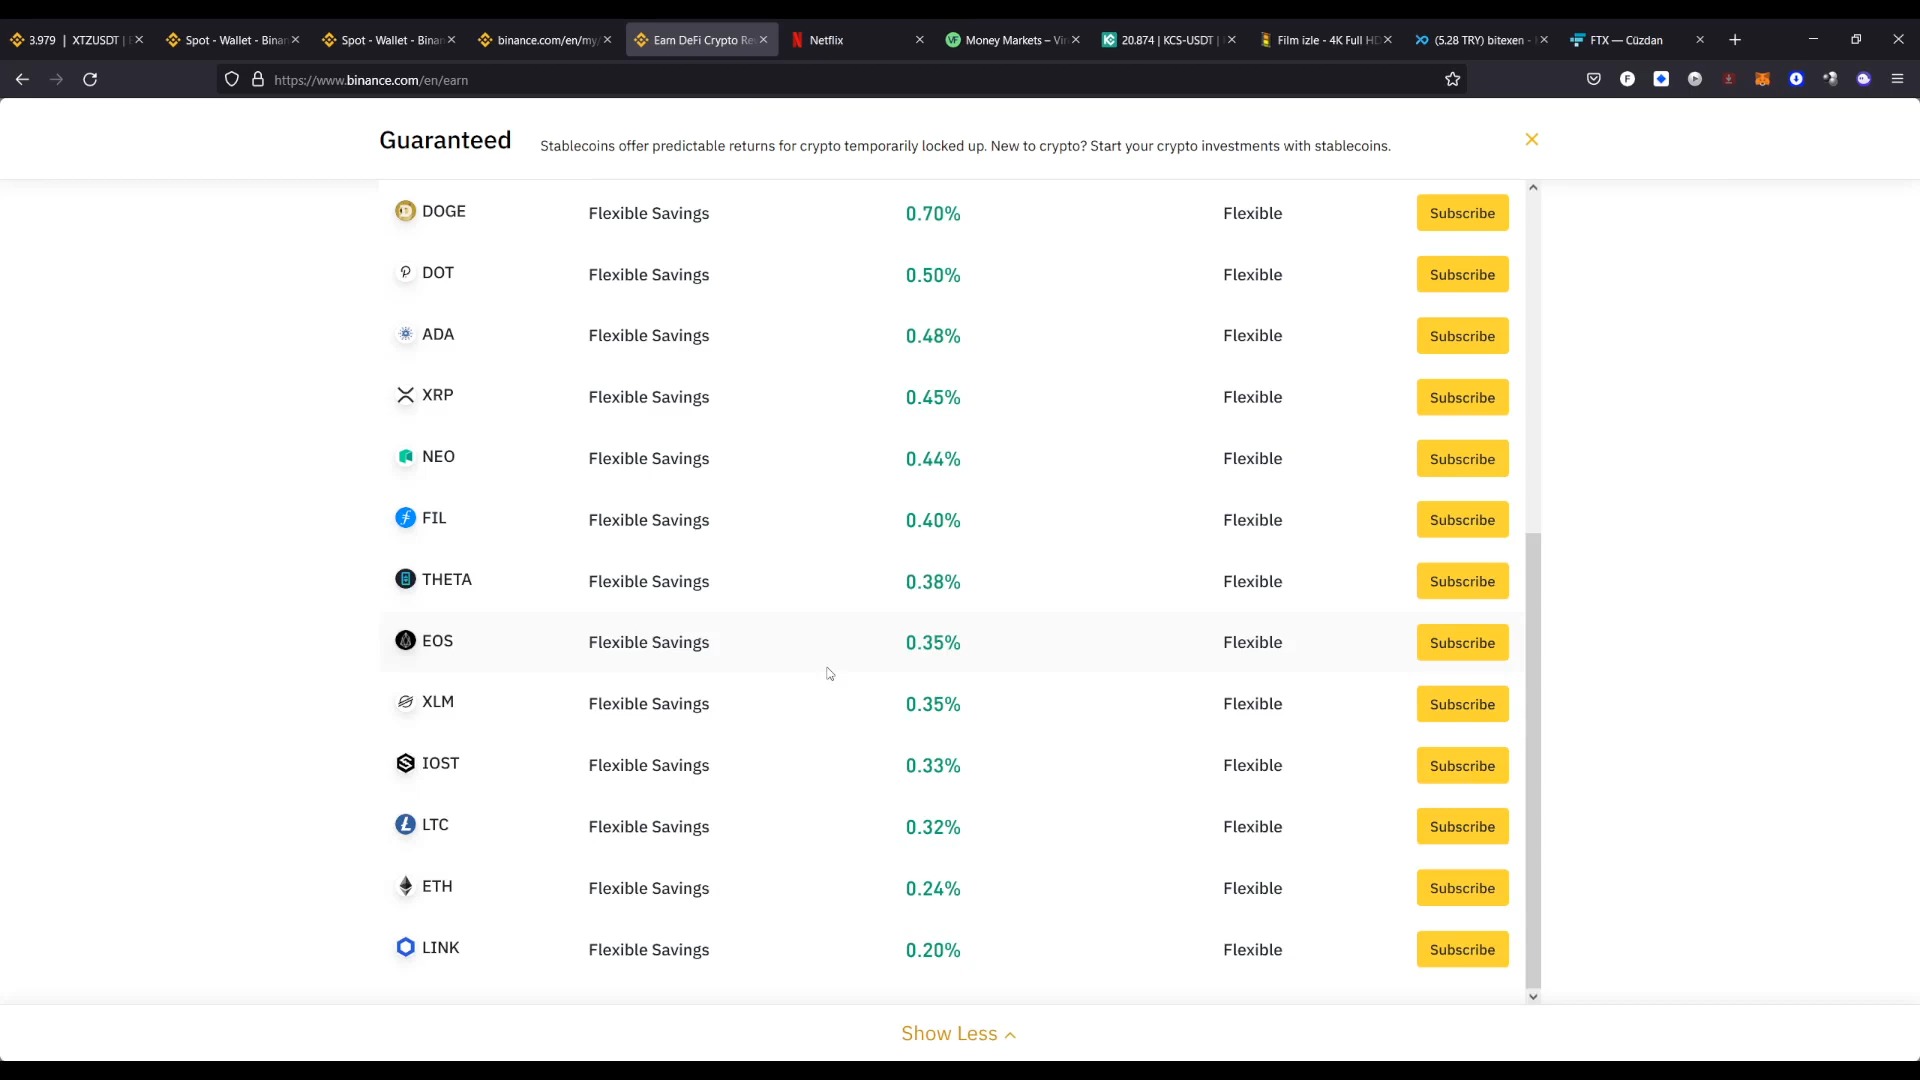 3.979 | XTZUSDT |
Spot - Wallet - Binan
Spot - Wallet - Binan
binance.com/en/my/
Earn DeFi Crypto Re
Netflix
Money Markets – Vir
20.874 | KCS-USDT |
Film izle - 4K Full HD
(5.28 TRY) bitexen -
FTX — Cüzdan
https://www.binance.com/en/earn
Guaranteed
Stablecoins offer predictable returns for crypto temporarily locked up. New to crypto? Start your crypto investments with stablecoins.
DOGE Flexible Savings 0.70% Flexible Subscribe
DOT Flexible Savings 0.50% Flexible Subscribe
ADA Flexible Savings 0.48% Flexible Subscribe
XRP Flexible Savings 0.45% Flexible Subscribe
NEO Flexible Savings 0.44% Flexible Subscribe
FIL Flexible Savings 0.40% Flexible Subscribe
THETA Flexible Savings 0.38% Flexible Subscribe
EOS Flexible Savings 0.35% Flexible Subscribe
XLM Flexible Savings 0.35% Flexible Subscribe
IOST Flexible Savings 0.33% Flexible Subscribe
LTC Flexible Savings 0.32% Flexible Subscribe
ETH Flexible Savings 0.24% Flexible Subscribe
LINK Flexible Savings 0.20% Flexible Subscribe
Show Less